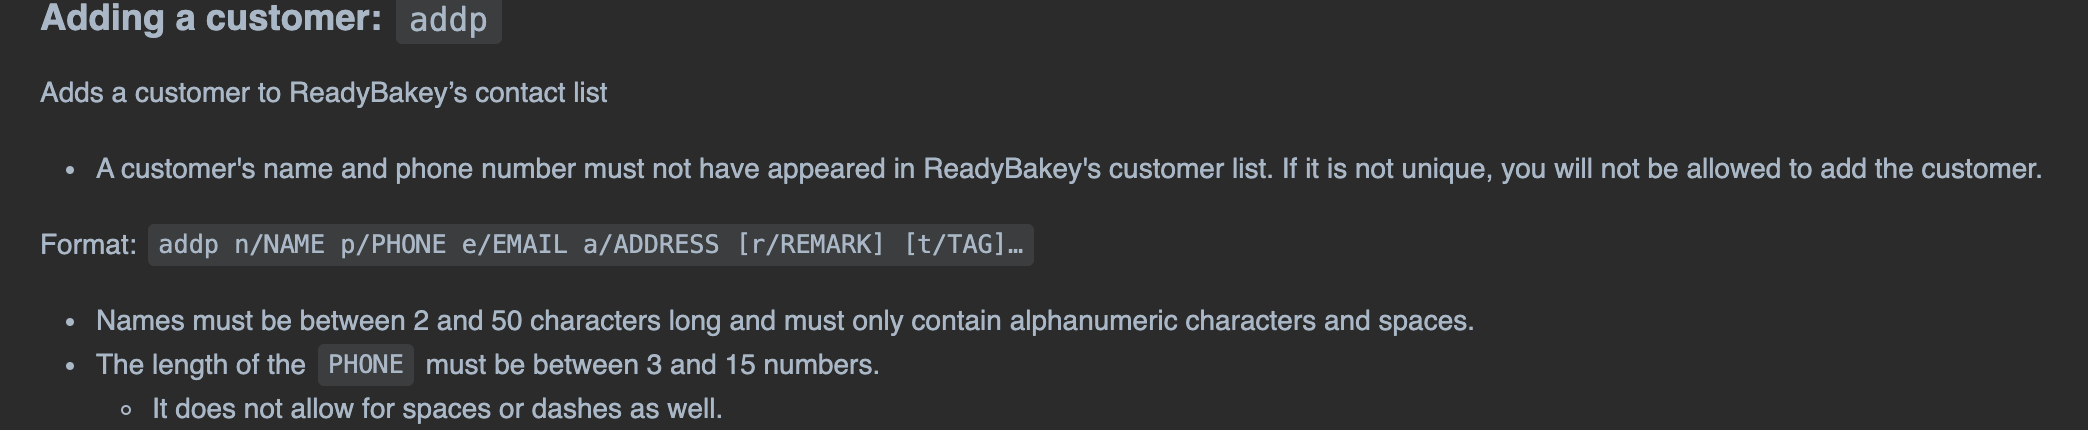 Adding a customer: addp
Adds a customer to ReadyBakey’s contact list
• A customer's name and phone number must not have appeared in ReadyBakey's customer list. If it is not unique, you will not be allowed to add the customer.
Format: addp n/NAME p/PHONE e/EMAIL a/ADDRESS [r/REMARK] [t/TAG]…
• Names must be between 2 and 50 characters long and must only contain alphanumeric characters and spaces.
• The length of the PHONE must be between 3 and 15 numbers.
◦ It does not allow for spaces or dashes as well.